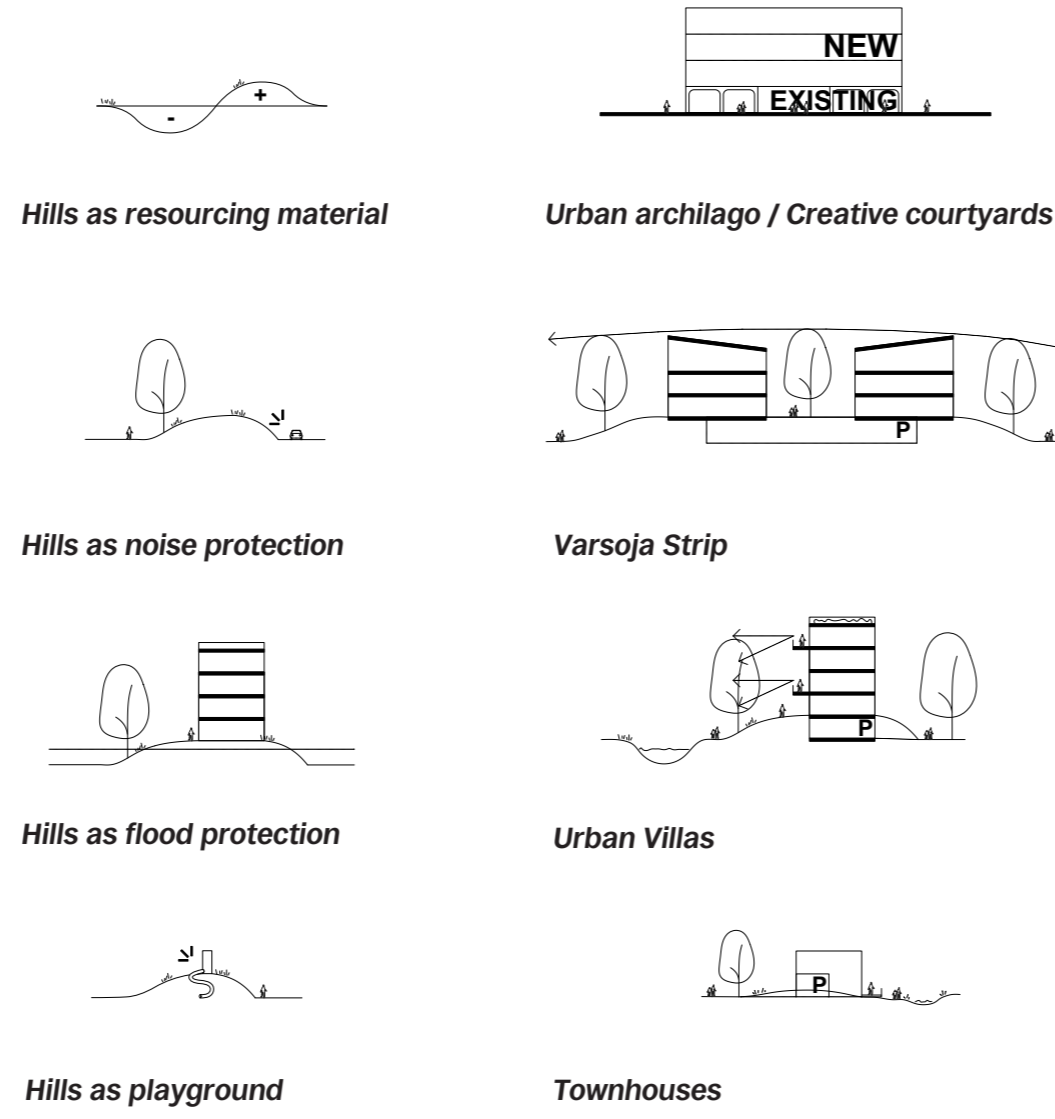 +
-
Hills as resourcing material
NEW
EXISTING
Urban archilago / Creative courtyards
Hills as noise protection
P
Varsoja Strip
Hills as flood protection
P
Urban Villas
Hills as playground
P
Townhouses